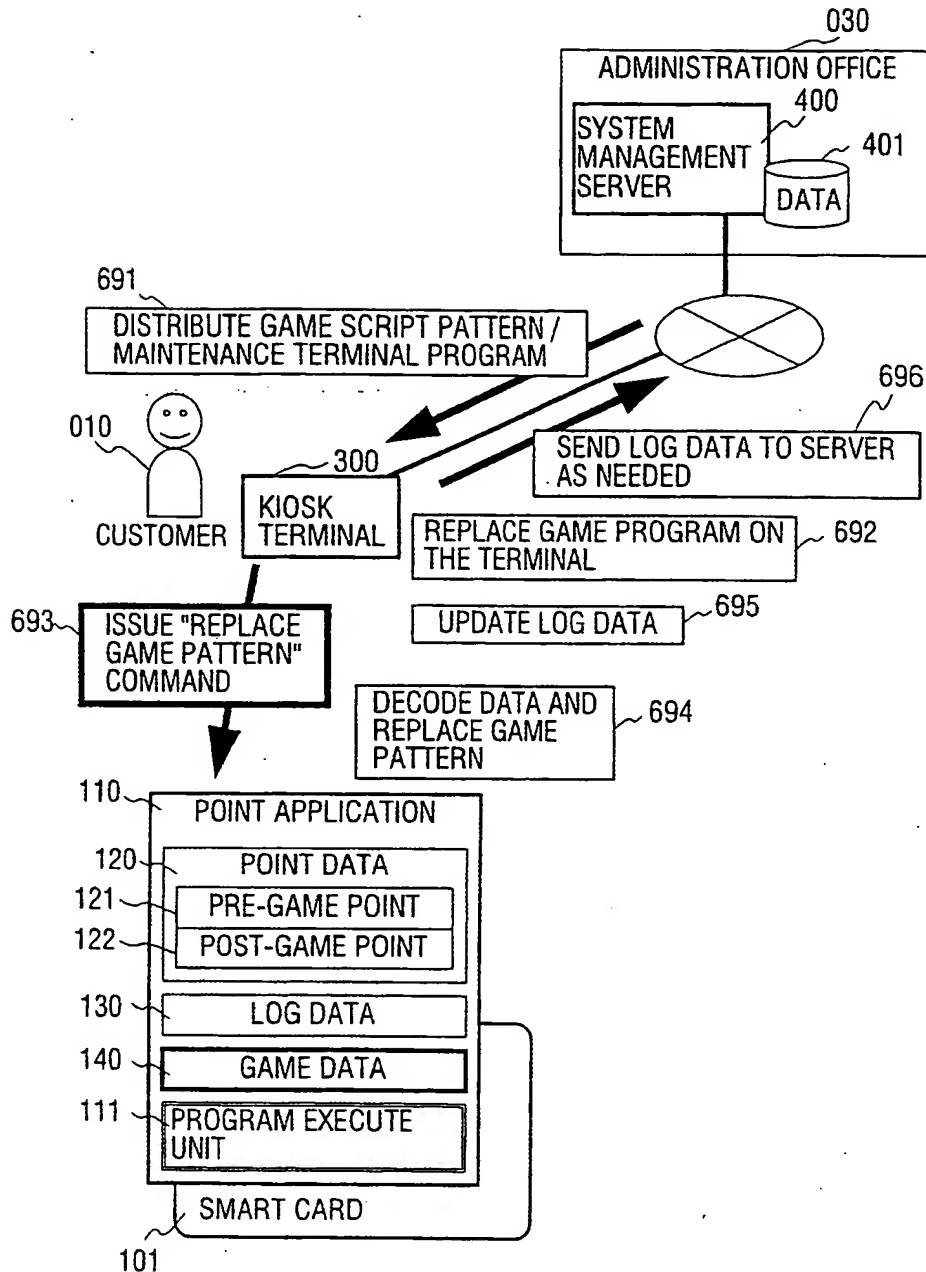 030
ADMINISTRATION OFFICE
400
SYSTEM
MANAGEMENT
SERVER
401
DATA
691
DISTRIBUTE GAME SCRIPT PATTERN /
MAINTENANCE TERMINAL PROGRAM
696
SEND LOG DATA TO SERVER
AS NEEDED
010
CUSTOMER
300
KIOSK
TERMINAL
REPLACE GAME PROGRAM ON
THE TERMINAL
692
693
ISSUE "REPLACE
GAME PATTERN"
COMMAND
UPDATE LOG DATA
695
DECODE DATA AND
REPLACE GAME
PATTERN
694
110
POINT APPLICATION
120
POINT DATA
121
PRE-GAME POINT
122
POST-GAME POINT
130
LOG DATA
140
GAME DATA
111
PROGRAM EXECUTE
UNIT
SMART CARD
101